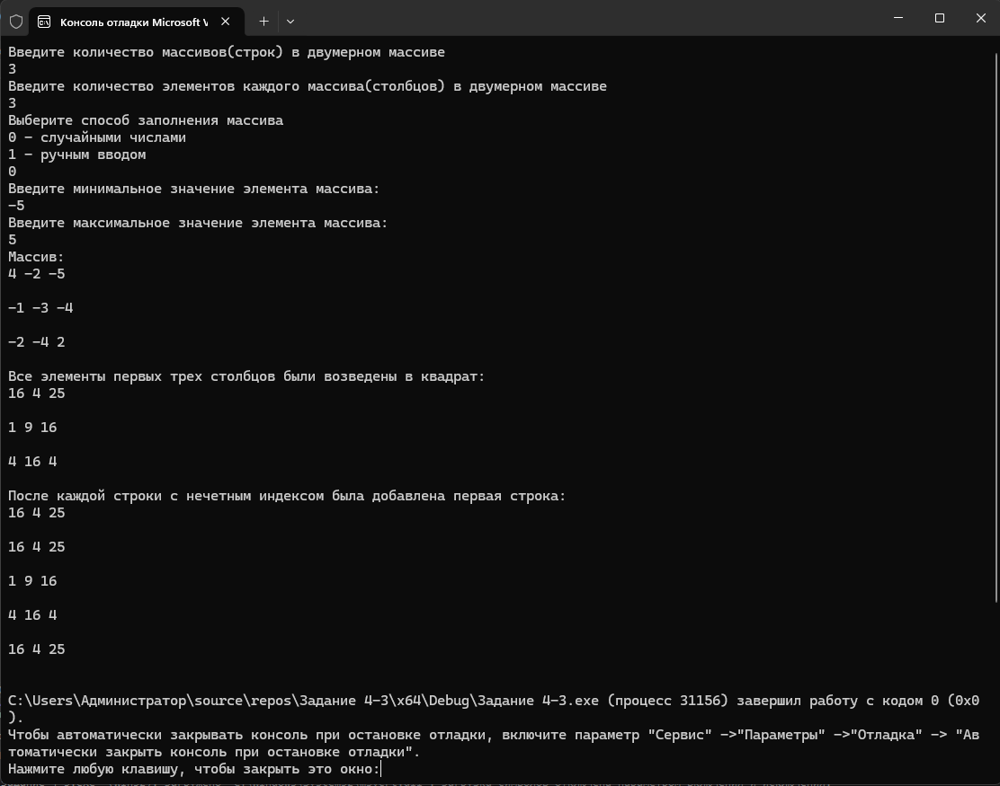 Консоль отладки Microsoft V
Введите количество массивов(строк) в двумерном массиве
3
Введите количество элементов каждого массива(столбцов) в двумерном массиве
3
Выберите способ заполнения массива
0 - случайными числами
1 - ручным вводом
0
Введите минимальное значение элемента массива:
-5
Введите максимальное значение элемента массива:
5
Массив:
4 -2 -5
-1 -3 -4
-2 -4 2
Все элементы первых трех столбцов были возведены в квадрат:
16 4 25
1 9 16
4 16 4
После каждой строки с нечетным индексом была добавлена первая строка:
16 4 25
16 4 25
1 9 16
4 16 4
16 4 25
C:\Users\Администратор\source\repos\Задание 4-3\x64\Debug\Задание 4-3.exe (процесс 31156) завершил работу с кодом 0 (0x0
).
Чтобы автоматически закрывать консоль при остановке отладки, включите параметр "Сервис" ->"Параметры" ->"Отладка" -> "Ав
томатически закрыть консоль при остановке отладки".
Нажмите любую клавишу, чтобы закрыть это окно: